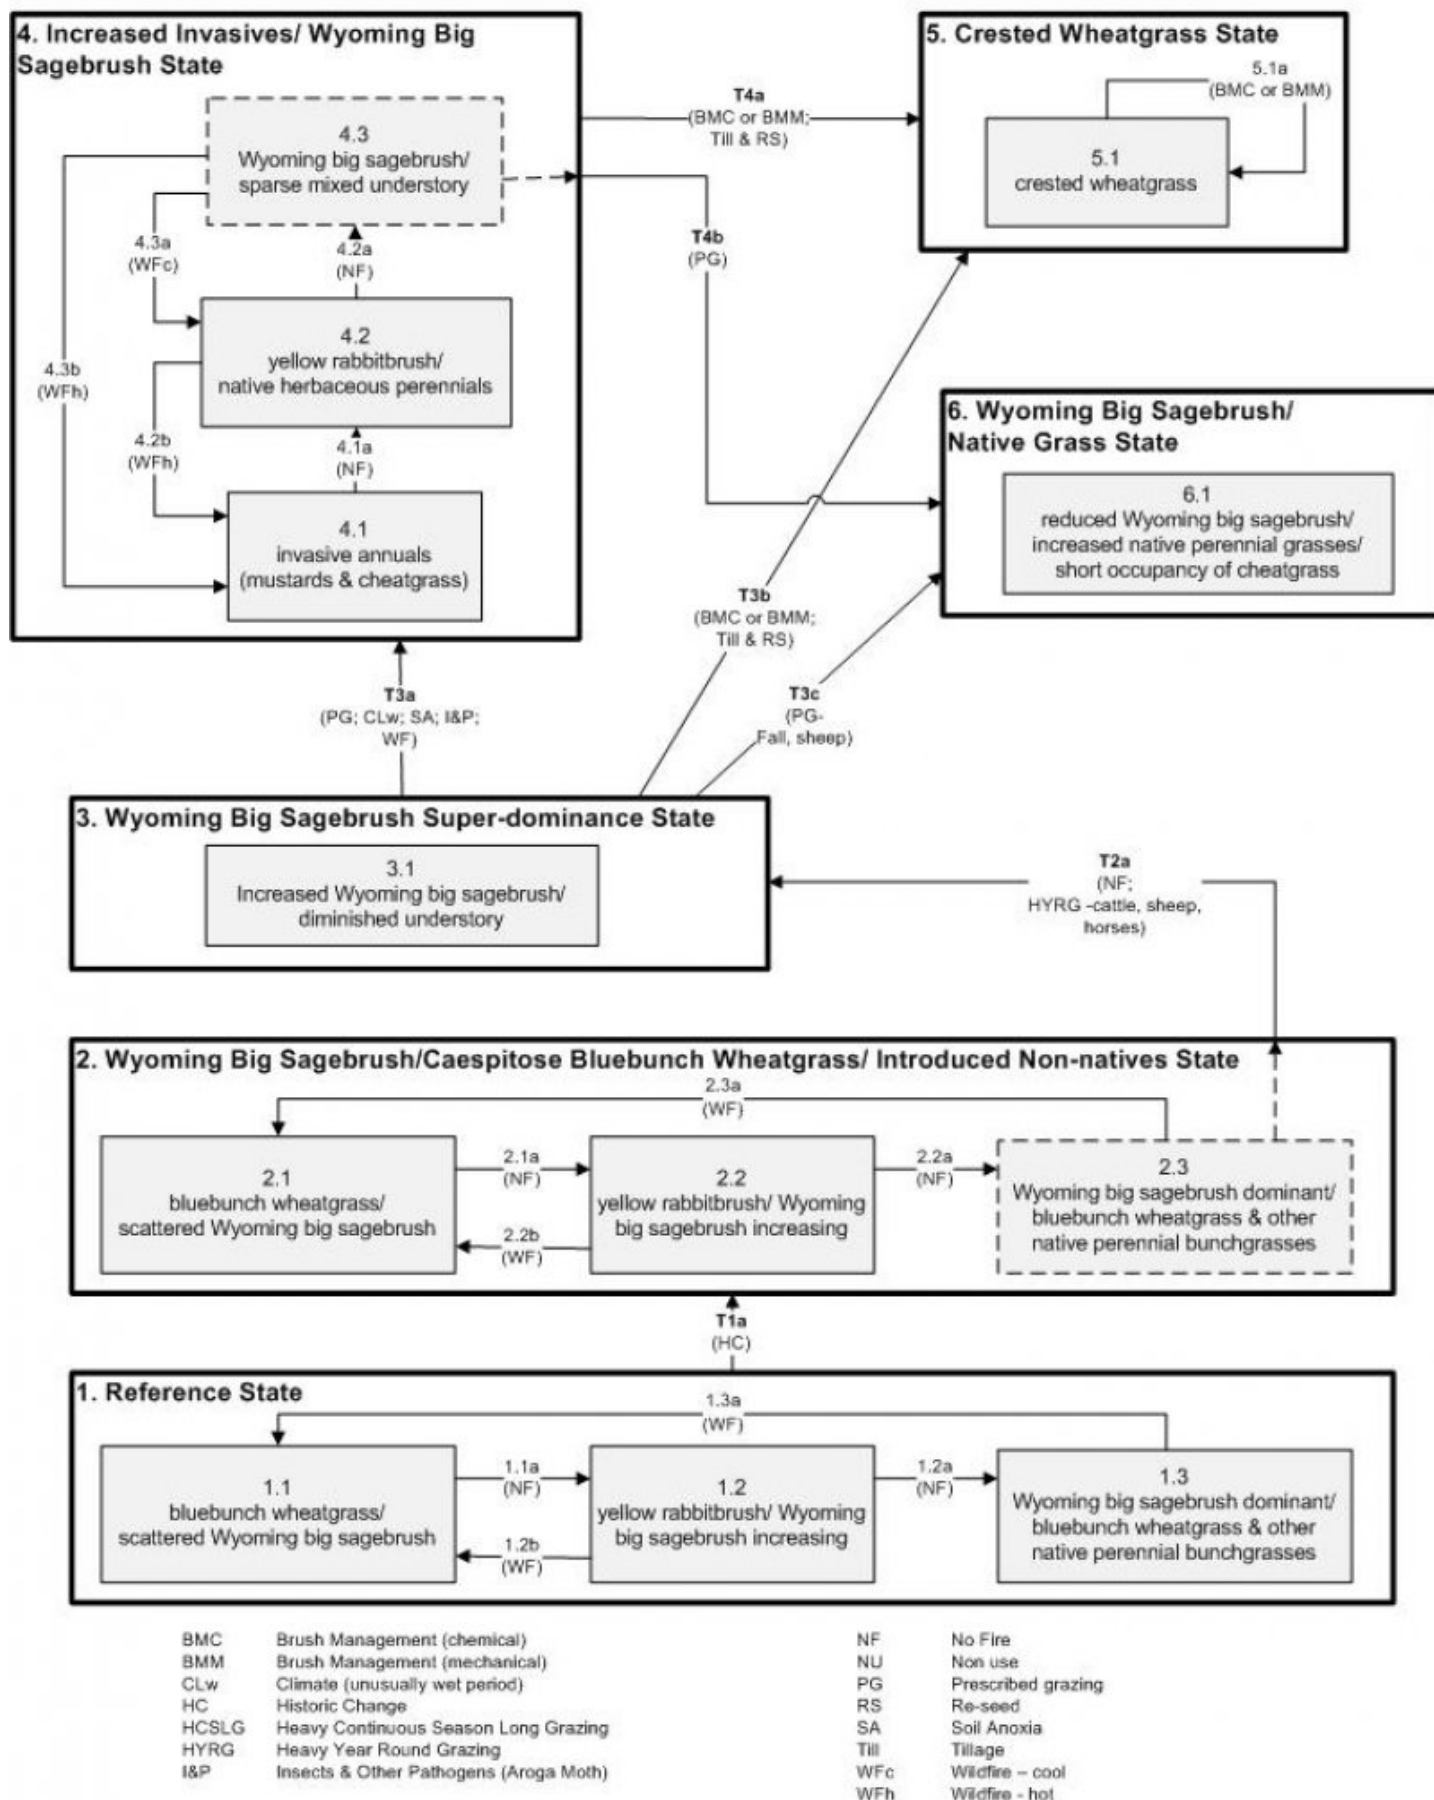 4. Increased Invasives/ Wyoming Big
Sagebrush State
4.3
Wyoming big sagebrush/
sparse mixed understory
4.3a
(WFc)
4.2a
(NF)
4.2
yellow rabbitbrush/
native herbaceous perennials
4.3b
(WFh)
4.2b
(WFh)
4.1a
(NF)
4.1
invasive annuals
(mustards & cheatgrass)
T4a
(BMC or BMM;
Till & RS)
T4b
(PG)
5. Crested Wheatgrass State
5.1a
(BMC or BMM)
5.1
crested wheatgrass
6. Wyoming Big Sagebrush/
Native Grass State
6.1
reduced Wyoming big sagebrush/
increased native perennial grasses/
short occupancy of cheatgrass
T3a
(PG; CLw; SA; I&P;
WF)
T3b
(BMC or BMM;
Till & RS)
T3c
(PG-
Fall, sheep)
3. Wyoming Big Sagebrush Super-dominance State
3.1
Increased Wyoming big sagebrush/
diminished understory
T2a
(NF;
HYRG -cattle, sheep,
horses)
2. Wyoming Big Sagebrush/Caespitose Bluebunch Wheatgrass/ Introduced Non-natives State
2.3a
(WF)
2.1
bluebunch wheatgrass/
scattered Wyoming big sagebrush
2.1a
(NF)
2.2b
(WF)
2.2
yellow rabbitbrush/ Wyoming
big sagebrush increasing
2.2a
(NF)
2.3
Wyoming big sagebrush dominant/
bluebunch wheatgrass & other
native perennial bunchgrasses
T1a
(HC)
1. Reference State
1.3a
(WF)
1.1
bluebunch wheatgrass/
scattered Wyoming big sagebrush
1.1a
(NF)
1.2b
(WF)
1.2
yellow rabbitbrush/ Wyoming
big sagebrush increasing
1.2a
(NF)
1.3
Wyoming big sagebrush dominant/
bluebunch wheatgrass & other
native perennial bunchgrasses
BMC Brush Management (chemical)
BMM Brush Management (mechanical)
CLw Climate (unusually wet period)
HC Historic Change
HCSLG Heavy Continuous Season Long Grazing
HYRG Heavy Year Round Grazing
I&P Insects & Other Pathogens (Aroga Moth)
NF No Fire
NU Non use
PG Prescribed grazing
RS Re-seed
SA Soil Anoxia
Till Tillage
WFc Wildfire – cool
WFh Wildfire - hot